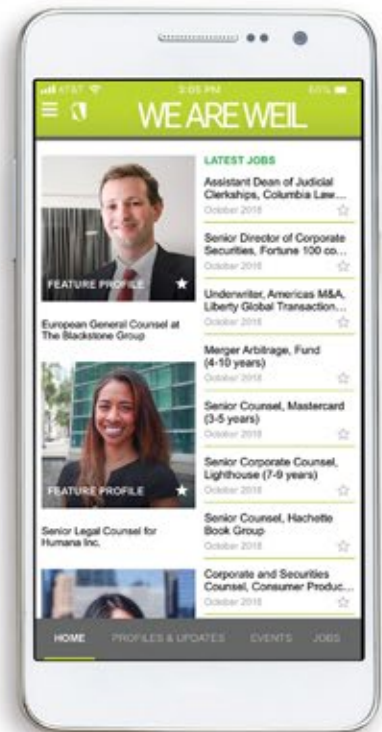 AT&T
3:05 PM
60%
WE ARE WEIL
FEATURE PROFILE
European General Counsel at
The Blackstone Group
FEATURE PROFILE
Senior Legal Counsel for
Humana Inc.
LATEST JOBS
Assistant Dean of Judicial
Clerkships, Columbia Law...
October 2018
Senior Director of Corporate
Securities, Fortune 100 co...
October 2018
Underwriter, Americas M&A,
Liberty Global Transaction...
October 2018
Merger Arbitrage, Fund
(4-10 years)
October 2018
Senior Counsel, Mastercard
(3-5 years)
October 2018
Senior Corporate Counsel,
Lighthouse (7-9 years)
October 2018
Senior Counsel, Hachette
Book Group
October 2018
Corporate and Securities
Counsel, Consumer Produc...
October 2018
HOME PROFILES & UPDATES EVENTS JOBS